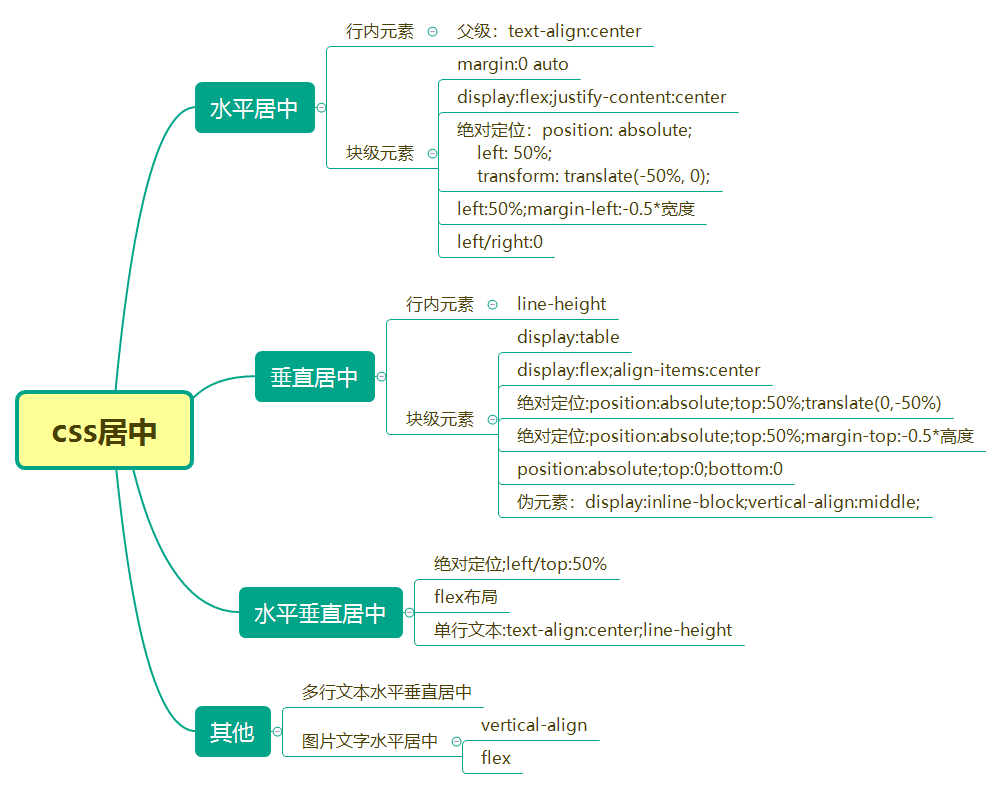 css居中
水平居中
行内元素
父级：text-align:center
块级元素
margin:0 auto
display:flex;justify-content:center
绝对定位：position: absolute;
left: 50%;
transform: translate(-50%, 0);
left:50%;margin-left:-0.5*宽度
left/right:0
垂直居中
行内元素
line-height
块级元素
display:table
display:flex;align-items:center
绝对定位:position:absolute;top:50%;translate(0,-50%)
绝对定位:position:absolute;top:50%;margin-top:-0.5*高度
position:absolute;top:0;bottom:0
伪元素：display:inline-block;vertical-align:middle;
水平垂直居中
绝对定位;left/top:50%
flex布局
单行文本:text-align:center;line-height
其他
多行文本水平垂直居中
图片文字水平居中
vertical-align
flex